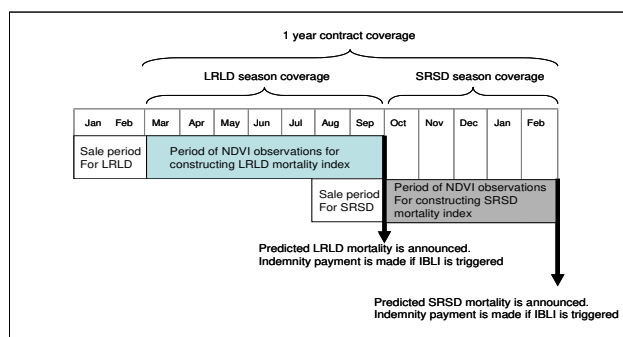 1 year contract coverage
LRLD season coverage
SRSD season coverage
Jan Feb Mar Apr May Jun Jul Aug Sep Oct Nov Dec Jan Feb
Sale period
For LRLD
Period of NDVI observations for
constructing LRLD mortality index
Sale period
For SRSD
Period of NDVI observations
For constructing SRSD
mortality index
Predicted LRLD mortality is announced.
Indemnity payment is made if IBLI is triggered
Predicted SRSD mortality is announced.
Indemnity payment is made if IBLI is triggered